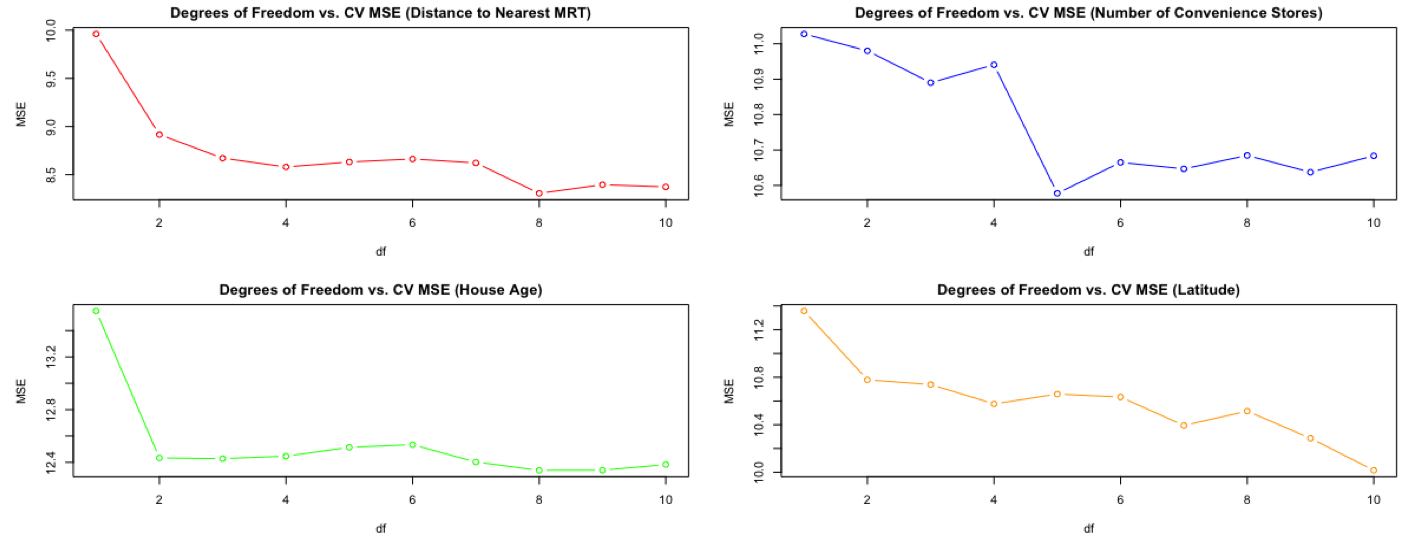 Degrees of Freedom vs. CV MSE (Distance to Nearest MRT)
MSE
10.0
9.5
9.0
8.5
2 4 6 8 10
df
Degrees of Freedom vs. CV MSE (Number of Convenience Stores)
MSE
11.0
10.9
10.8
10.7
10.6
2 4 6 8 10
df
Degrees of Freedom vs. CV MSE (House Age)
MSE
13.2
12.8
12.4
2 4 6 8 10
df
Degrees of Freedom vs. CV MSE (Latitude)
MSE
11.2
10.8
10.4
10.0
2 4 6 8 10
df